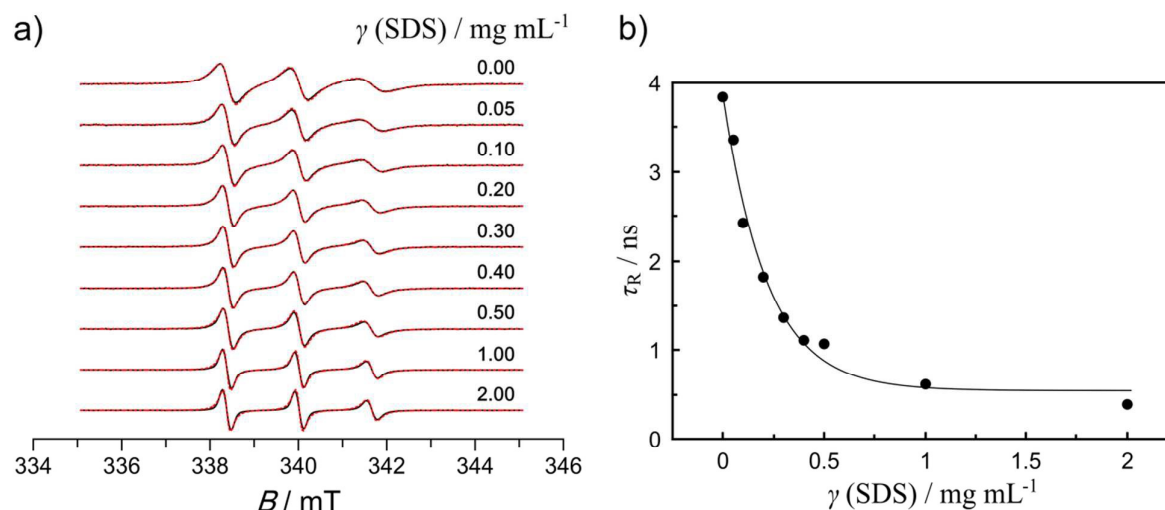 a)
γ (SDS) / mg mL⁻¹
0.00
0.05
0.10
0.20
0.30
0.40
0.50
1.00
2.00
334 336 338 340 342 344 346
B / mT
b)
4
3
2
1
0
τR / ns
0 0.5 1 1.5 2
γ (SDS) / mg mL⁻¹